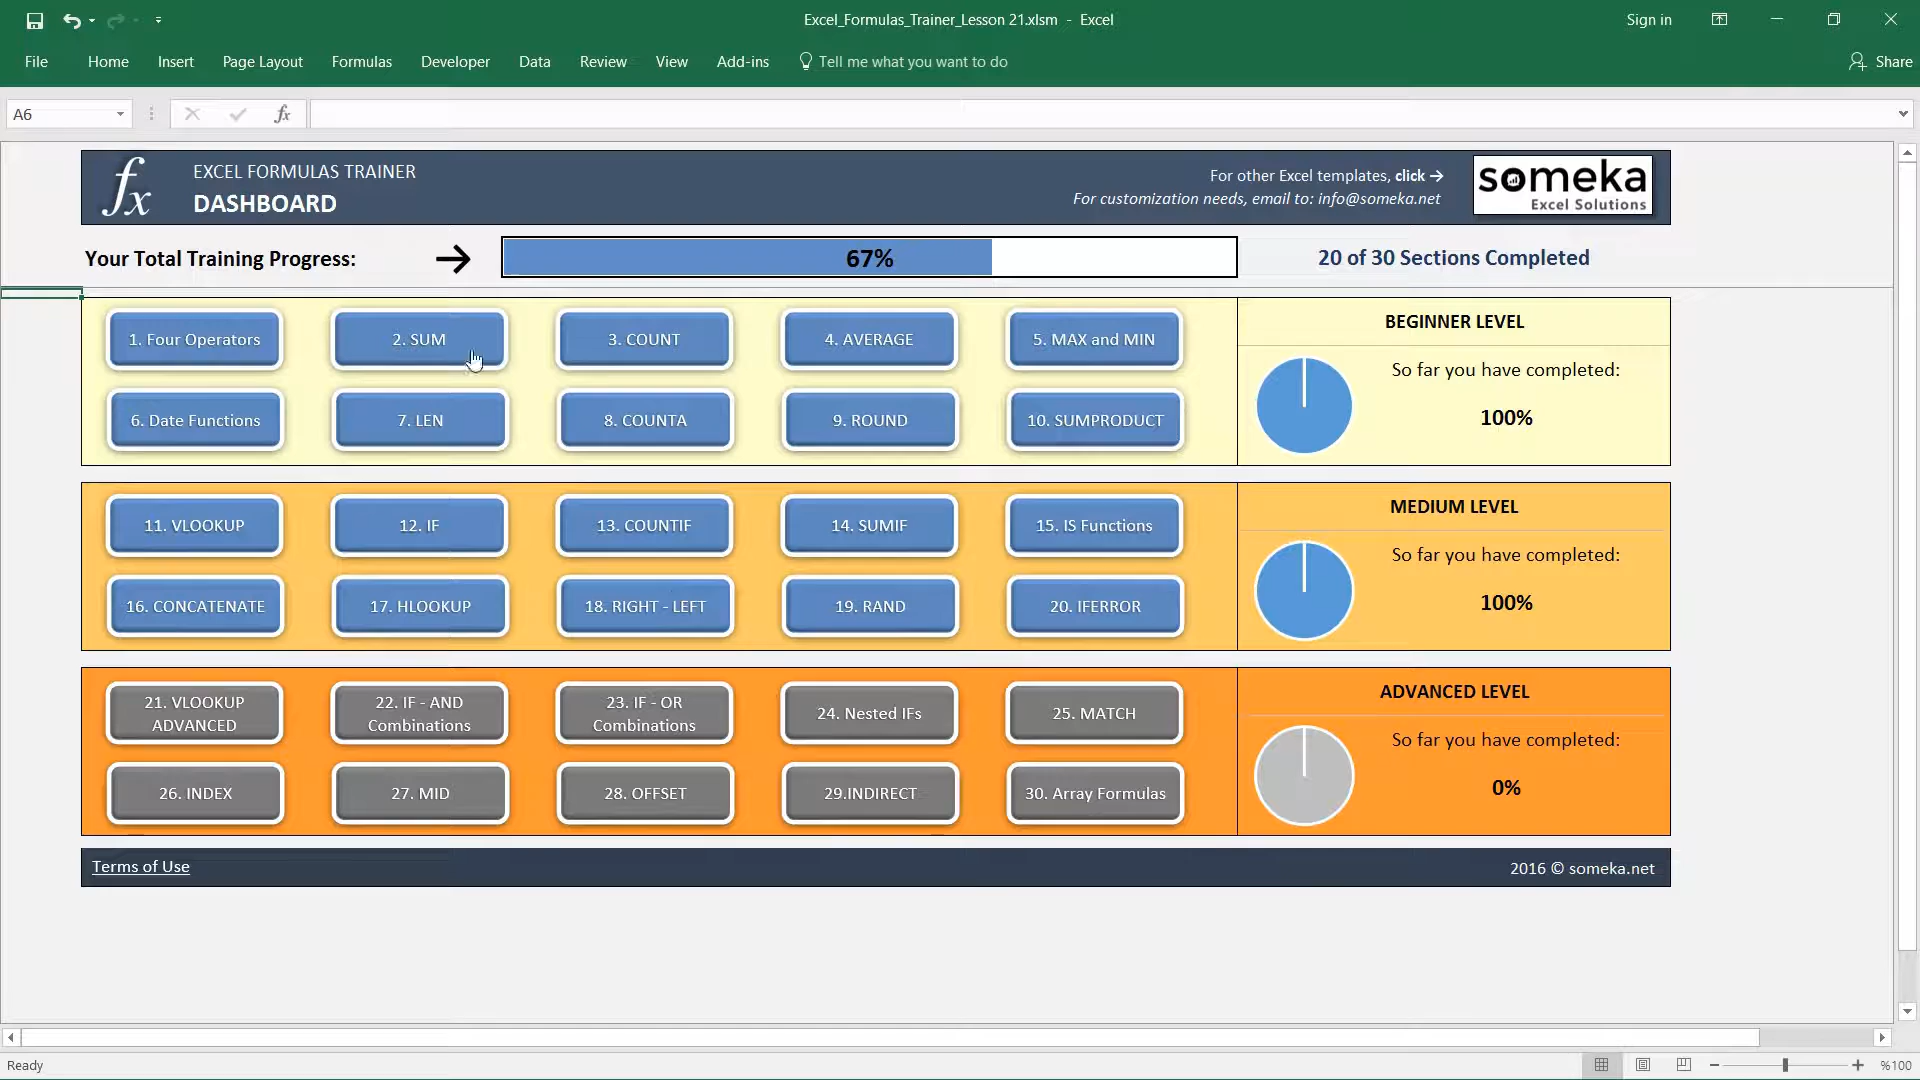 Excel_Formulas_Trainer_Lesson 21.xlsm - Excel
Sign in
File Home Insert Page Layout Formulas Developer Data Review View Add-ins Tell me what you want to do Share
A6
fx
fx
EXCEL FORMULAS TRAINER
DASHBOARD
For other Excel templates, click →
For customization needs, email to: info@someka.net
someka
Excel Solutions
Your Total Training Progress:
67%
20 of 30 Sections Completed
1. Four Operators
2. SUM
3. COUNT
4. AVERAGE
5. MAX and MIN
6. Date Functions
7. LEN
8. COUNTA
9. ROUND
10. SUMPRODUCT
BEGINNER LEVEL
So far you have completed:
100%
11. VLOOKUP
12. IF
13. COUNTIF
14. SUMIF
15. IS Functions
16. CONCATENATE
17. HLOOKUP
18. RIGHT - LEFT
19. RAND
20. IFERROR
MEDIUM LEVEL
So far you have completed:
100%
21. VLOOKUP
ADVANCED
22. IF - AND
Combinations
23. IF - OR
Combinations
24. Nested IFs
25. MATCH
26. INDEX
27. MID
28. OFFSET
29.INDIRECT
30. Array Formulas
ADVANCED LEVEL
So far you have completed:
0%
Terms of Use
2016 © someka.net
Ready
%100